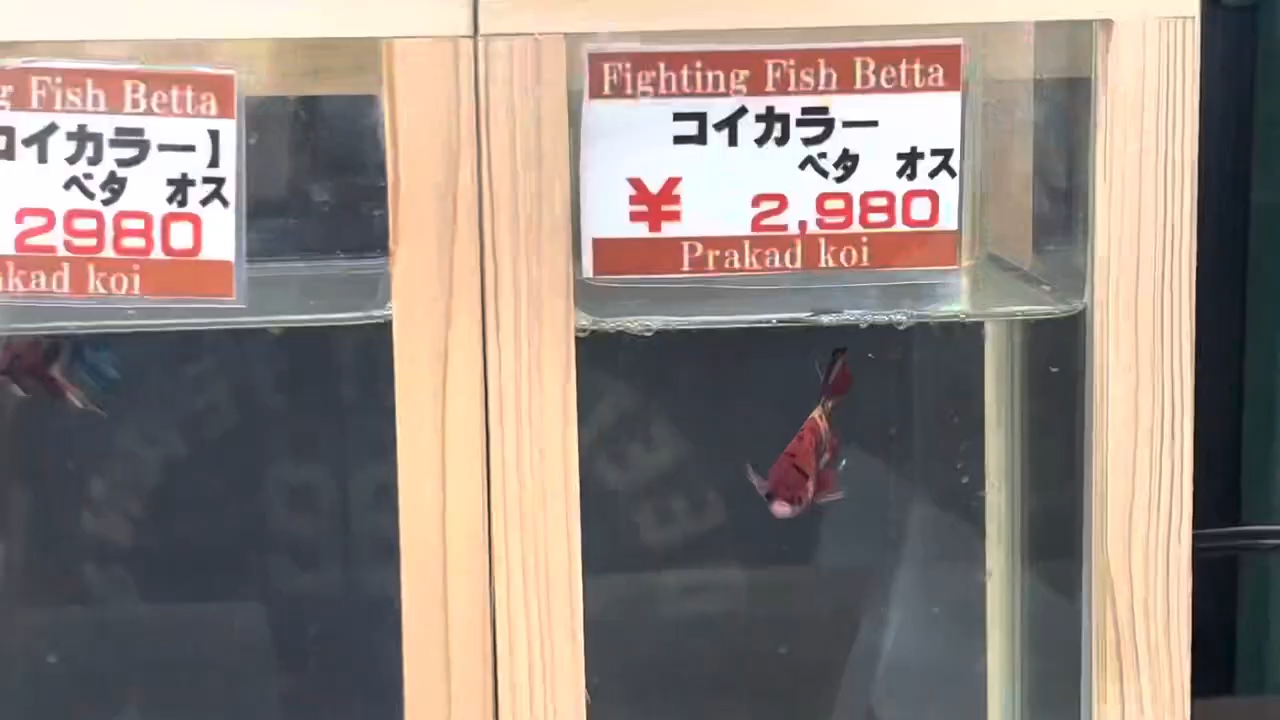 g Fish Betta
コイカラー】
ベタ オス
2980
akad koi
Fighting Fish Betta
コイカラー
ベタ オス
¥ 2,980
Prakad koi